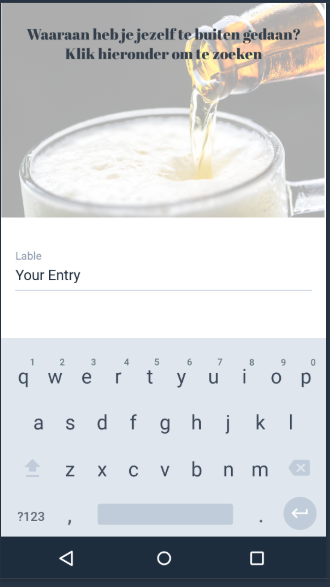 Waaraan heb je jezelf te buiten gedaan?
Klik hieronder om te zoeken
Lable
Your Entry
1 2 3 4 5 6 7 8 9 0
q w e r t y u i o p
a s d f g h j k l
z x c v b n m
?123 , .